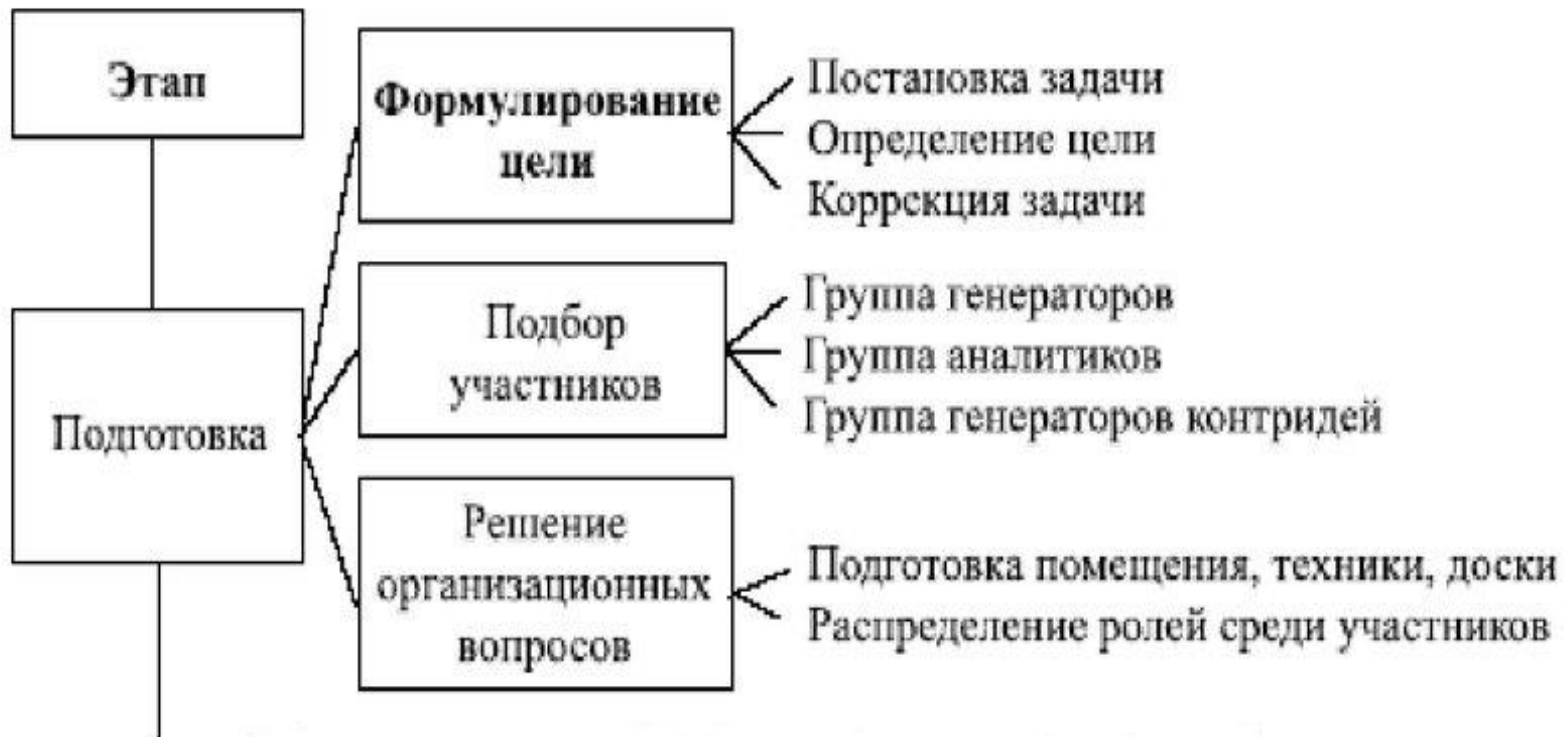 Этап
Формулирование
цели
Постановка задачи
Определение цели
Коррекция задачи
Подготовка
Подбор
участников
Группа генераторов
Группа аналитиков
Группа генераторов контридей
Решение
организационных
вопросов
Подготовка помещения, техники, доски
Распределение ролей среди участников